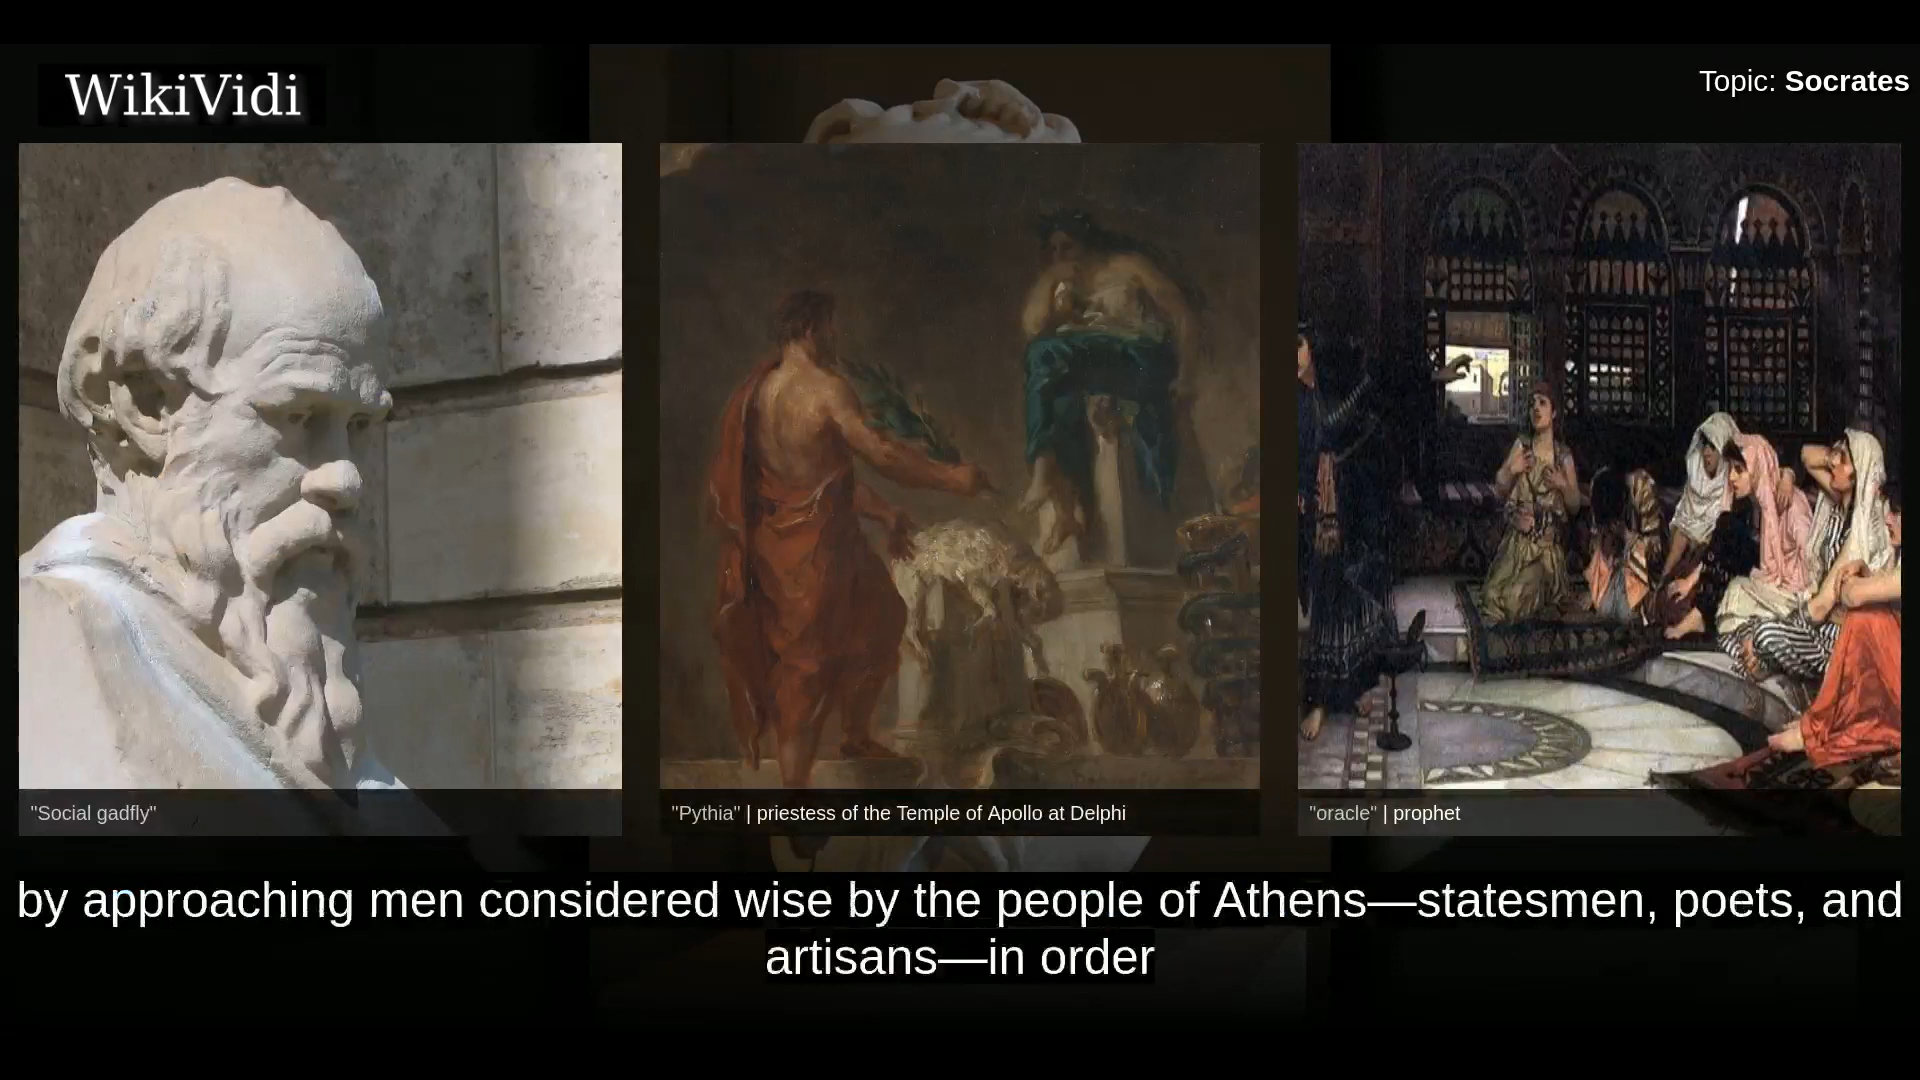 WikiVidi
Topic: Socrates
"Social gadfly"
"Pythia" | priestess of the Temple of Apollo at Delphi
"oracle" | prophet
by approaching men considered wise by the people of Athens—statesmen, poets, and
artisans—in order